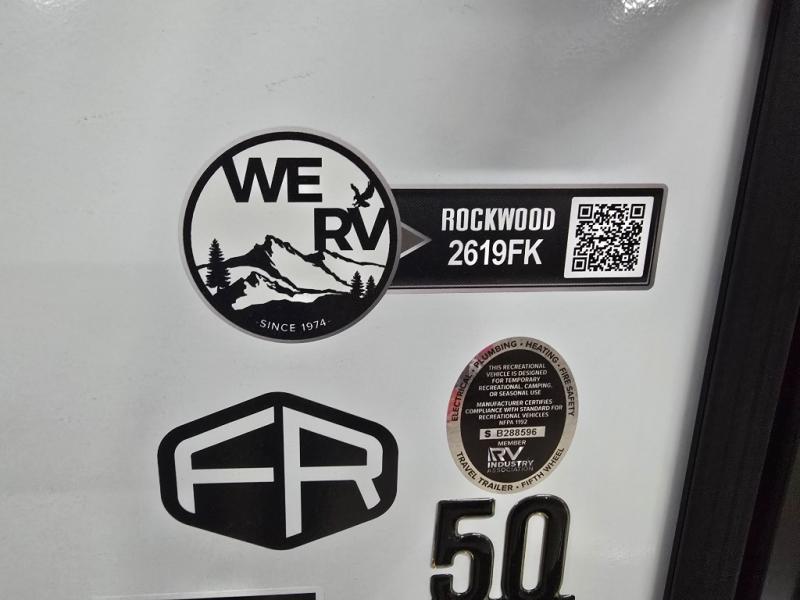 WE
RV
-SINCE 1974-
ROCKWOOD
2619FK
ELECTRICAL • PLUMBING • HEATING • FIRE SAFETY
THIS RECREATIONAL
VEHICLE IS DESIGNED
FOR TEMPORARY
RECREATIONAL, CAMPING,
OR SEASONAL USE
MANUFACTURER CERTIFIES
COMPLIANCE WITH STANDARD FOR
RECREATIONAL VEHICLES
NFPA 1192
S B288596
MEMBER
RV
INDUSTRY
ASSOCIATION
TRAVEL TRAILER • FIFTH WHEEL
FR
50